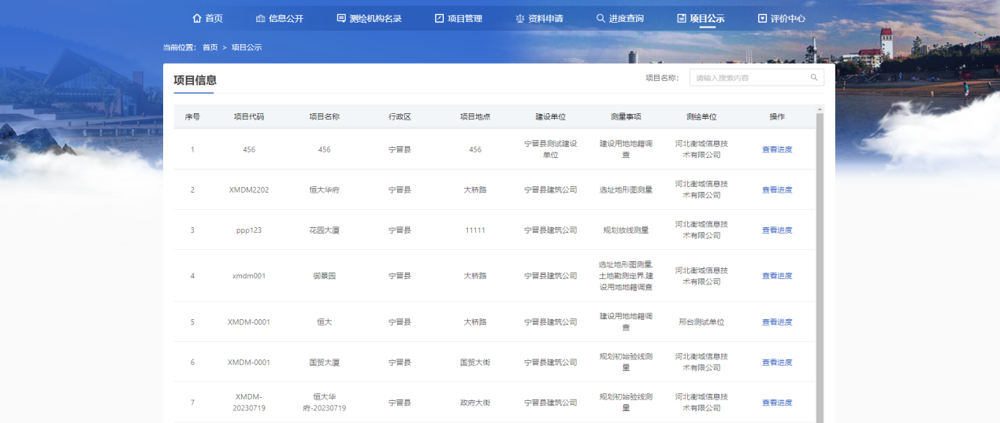 首页 信息公开 测绘机构名录 项目管理 资料申请 进度查询 项目公示 评价中心
当前位置： 首页 > 项目公示
项目信息
项目名称： 请输入搜索内容
序号 项目代码 项目名称 行政区 项目地点 建设单位 测量事项 测绘单位 操作
1 456 456 宁晋县 456 宁晋县测试建设 建设用地地籍调 河北衡城信息技 查看进度
单位 查 术有限公司
2 XMDM2202 恒大华府 宁晋县 大桥路 宁晋县建筑公司 选址地形图测量 河北衡城信息技 查看进度
术有限公司
3 ppp123 花园大厦 宁晋县 11111 宁晋县建筑公司 规划放线测量 河北衡城信息技 查看进度
术有限公司
选址地形图测量,
4 xmdm001 御景园 宁晋县 大桥路 宁晋县建筑公司 土地勘测定界,建 河北衡城信息技 查看进度
设用地地籍调查 术有限公司
5 XMDM-0001 恒大 宁晋县 大桥路 宁晋县建筑公司 建设用地地籍调 邢台测试单位 查看进度
查
6 XMDM-0001 国贸大厦 宁晋县 国贸大街 宁晋县建筑公司 规划初始验线测 河北衡城信息技 查看进度
量 术有限公司
7 XMDM- 恒大华 宁晋县 政府大街 宁晋县建筑公司 规划初始验线测 河北衡城信息技 查看进度
20230719 府-20230719 量 术有限公司